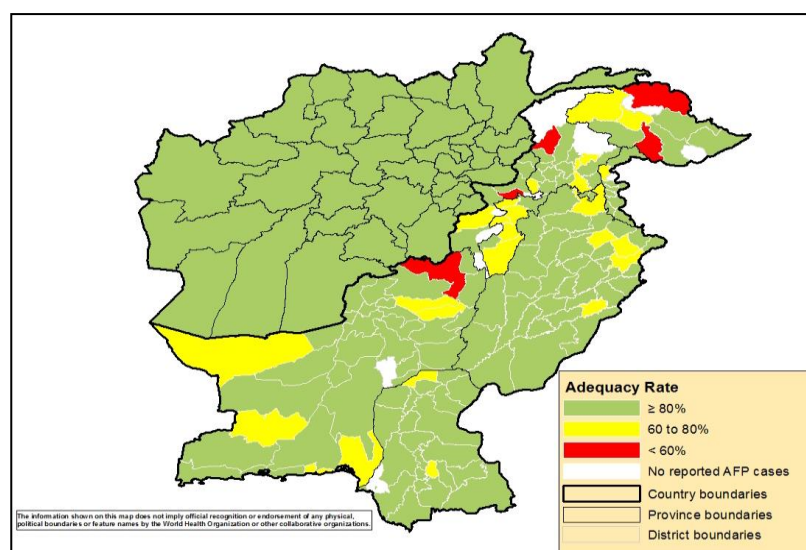 Adequacy Rate
≥ 80%
60 to 80%
< 60%
No reported AFP cases
Country boundaries
Province boundaries
District boundaries
The information shown on this map does not imply official recognition or endorsement of any physical,
political boundaries or feature names by the World Health Organization or other collaborative organizations.